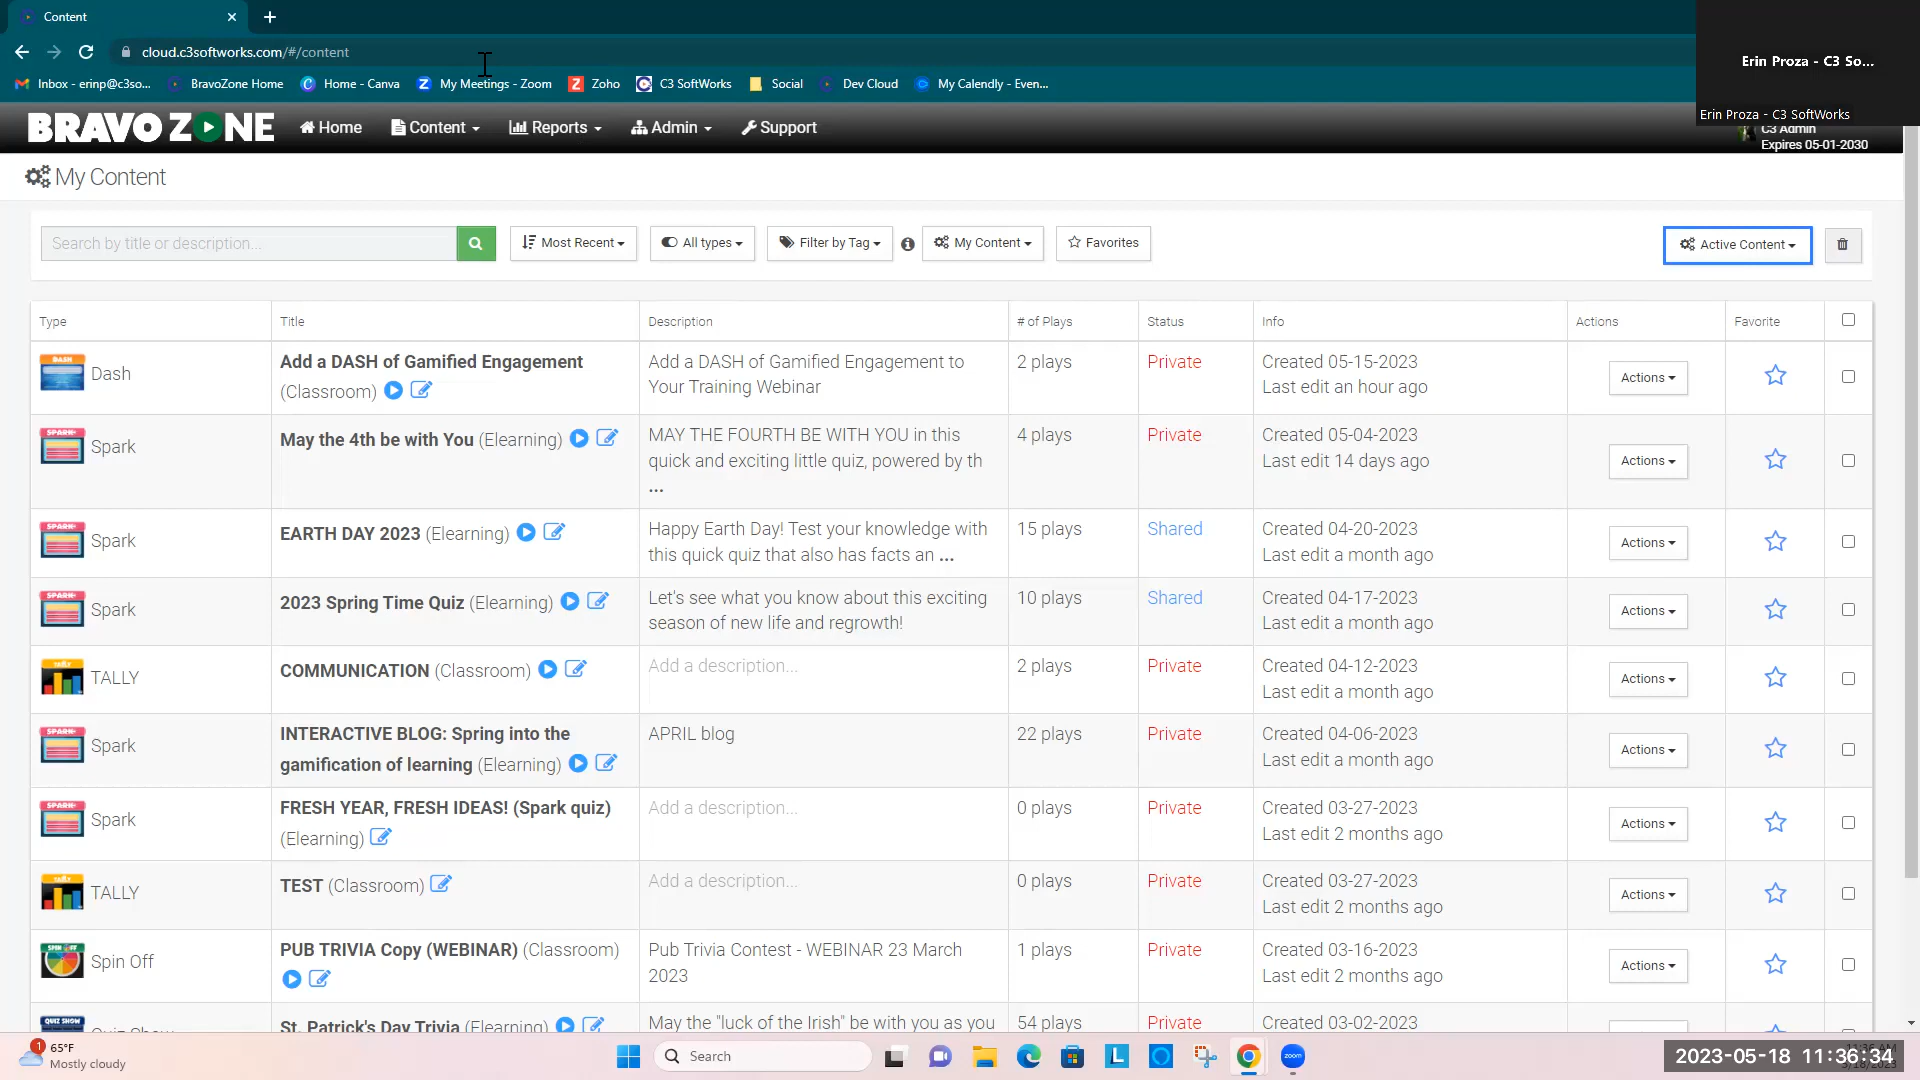 Content
cloud.c3softworks.com/#/content
Erin Proza - C3 So...
Inbox - erinp@c3so...
BravoZone Home
Home - Canva
My Meetings - Zoom
Zoho
C3 SoftWorks
Social
Dev Cloud
My Calendly - Even...
Erin Proza - C3 SoftWorks
BRAVO ZONE
Home
Content
Reports
Admin
Support
C3 Admin
Expires 05-01-2030
My Content
Search by title or description...
Most Recent
All types
Filter by Tag
My Content
Favorites
Active Content
Type Title Description # of Plays Status Info Actions Favorite
DASH
Dash
Add a DASH of Gamified Engagement
(Classroom)
Add a DASH of Gamified Engagement to
Your Training Webinar
2 plays
Private
Created 05-15-2023
Last edit an hour ago
Actions
SPARK
Spark
May the 4th be with You (Elearning)
MAY THE FOURTH BE WITH YOU in this
quick and exciting little quiz, powered by th
...
4 plays
Private
Created 05-04-2023
Last edit 14 days ago
Actions
SPARK
Spark
EARTH DAY 2023 (Elearning)
Happy Earth Day! Test your knowledge with
this quick quiz that also has facts an ...
15 plays
Shared
Created 04-20-2023
Last edit a month ago
Actions
SPARK
Spark
2023 Spring Time Quiz (Elearning)
Let's see what you know about this exciting
season of new life and regrowth!
10 plays
Shared
Created 04-17-2023
Last edit a month ago
Actions
TALLY
TALLY
COMMUNICATION (Classroom)
Add a description...
2 plays
Private
Created 04-12-2023
Last edit a month ago
Actions
SPARK
Spark
INTERACTIVE BLOG: Spring into the
gamification of learning (Elearning)
APRIL blog
22 plays
Private
Created 04-06-2023
Last edit a month ago
Actions
SPARK
Spark
FRESH YEAR, FRESH IDEAS! (Spark quiz)
(Elearning)
Add a description...
0 plays
Private
Created 03-27-2023
Last edit 2 months ago
Actions
TALLY
TALLY
TEST (Classroom)
Add a description...
0 plays
Private
Created 03-27-2023
Last edit 2 months ago
Actions
SPIN OFF
Spin Off
PUB TRIVIA Copy (WEBINAR) (Classroom)
Pub Trivia Contest - WEBINAR 23 March
2023
1 plays
Private
Created 03-16-2023
Last edit 2 months ago
Actions
QUIZ SHOW
Quiz Show
St. Patrick's Day Trivia (Elearning)
May the "luck of the Irish" be with you as you
54 plays
Private
Created 03-02-2023
1
65°F
Mostly cloudy
Search
L
zoom
2023-05-18 11:36:34